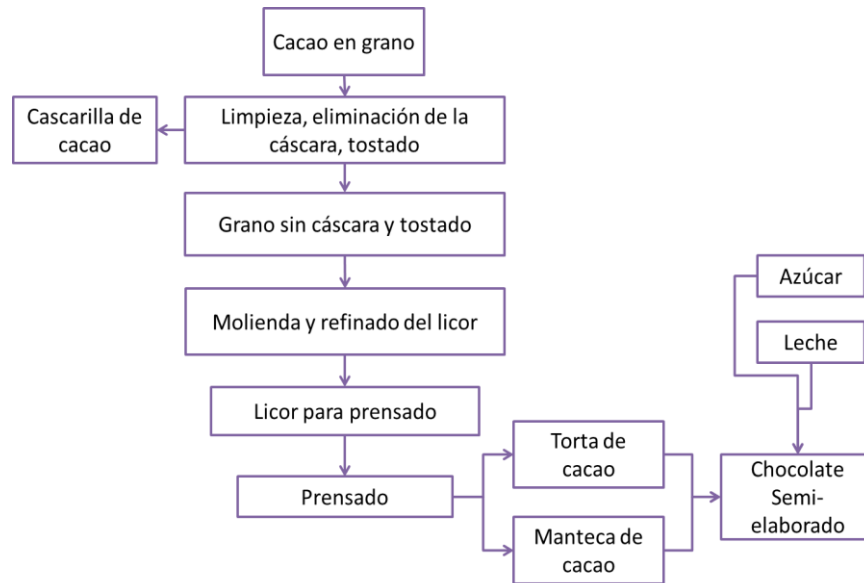 Cacao en grano
Cascarilla de
cacao
Limpieza, eliminación de la
cáscara, tostado
Grano sin cáscara y tostado
Azúcar
Molienda y refinado del licor
Leche
Licor para prensado
Torta de
cacao
Chocolate
Semi-
elaborado
Prensado
Manteca de
cacao